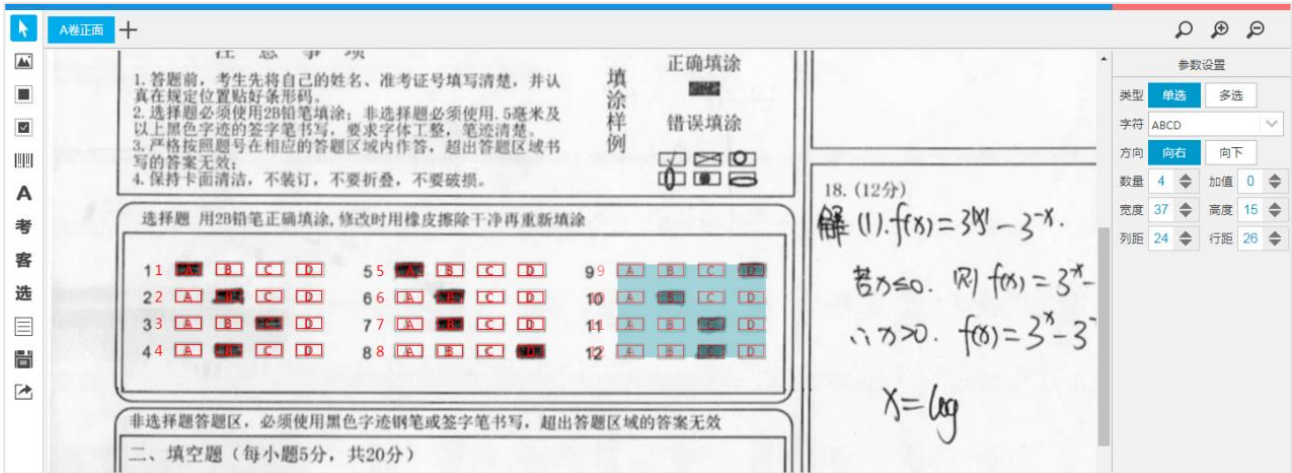 A卷正面
参数设置
类型 单选 多选
字符 ABCD
方向 向右 向下
数量 4 加值 0
宽度 37 高度 15
列距 24 行距 26
A
考
客
选
注意事项
1.答题前,考生先将自己的姓名、准考证号填写清楚,并认
真在规定位置贴好条形码。
2.选择题必须使用2B铅笔填涂;非选择题必须使用.5毫米及
以上黑色字迹的签字笔书写,要求字体工整,笔迹清楚。
3.严格按照题号在相应的答题区域内作答,超出答题区域书
写的答案无效;
4.保持卡面清洁,不装订,不要折叠,不要破损。
填涂样例
正确填涂
错误填涂
选择题 用2B铅笔正确填涂,修改时用橡皮擦除干净再重新填涂
1 1 A B C D
2 2 A B C D
3 3 A B C D
4 4 A B C D
5 5 A B C D
6 6 A B C D
7 7 A B C D
8 8 A B C D
9 9 A B C D
10 A B C D
11 A B C D
12 A B C D
非选择题答题区,必须使用黑色字迹钢笔或签字笔书写,超出答题区域的答案无效
二、填空题(每小题5分,共20分)
18.(12分)
解(1).f(x)=3|x|-3⁻ˣ.
若x≤0. 则 f(x)=3⁻ˣ-
∴x>0. f(x)=3ˣ-3⁻
x=log